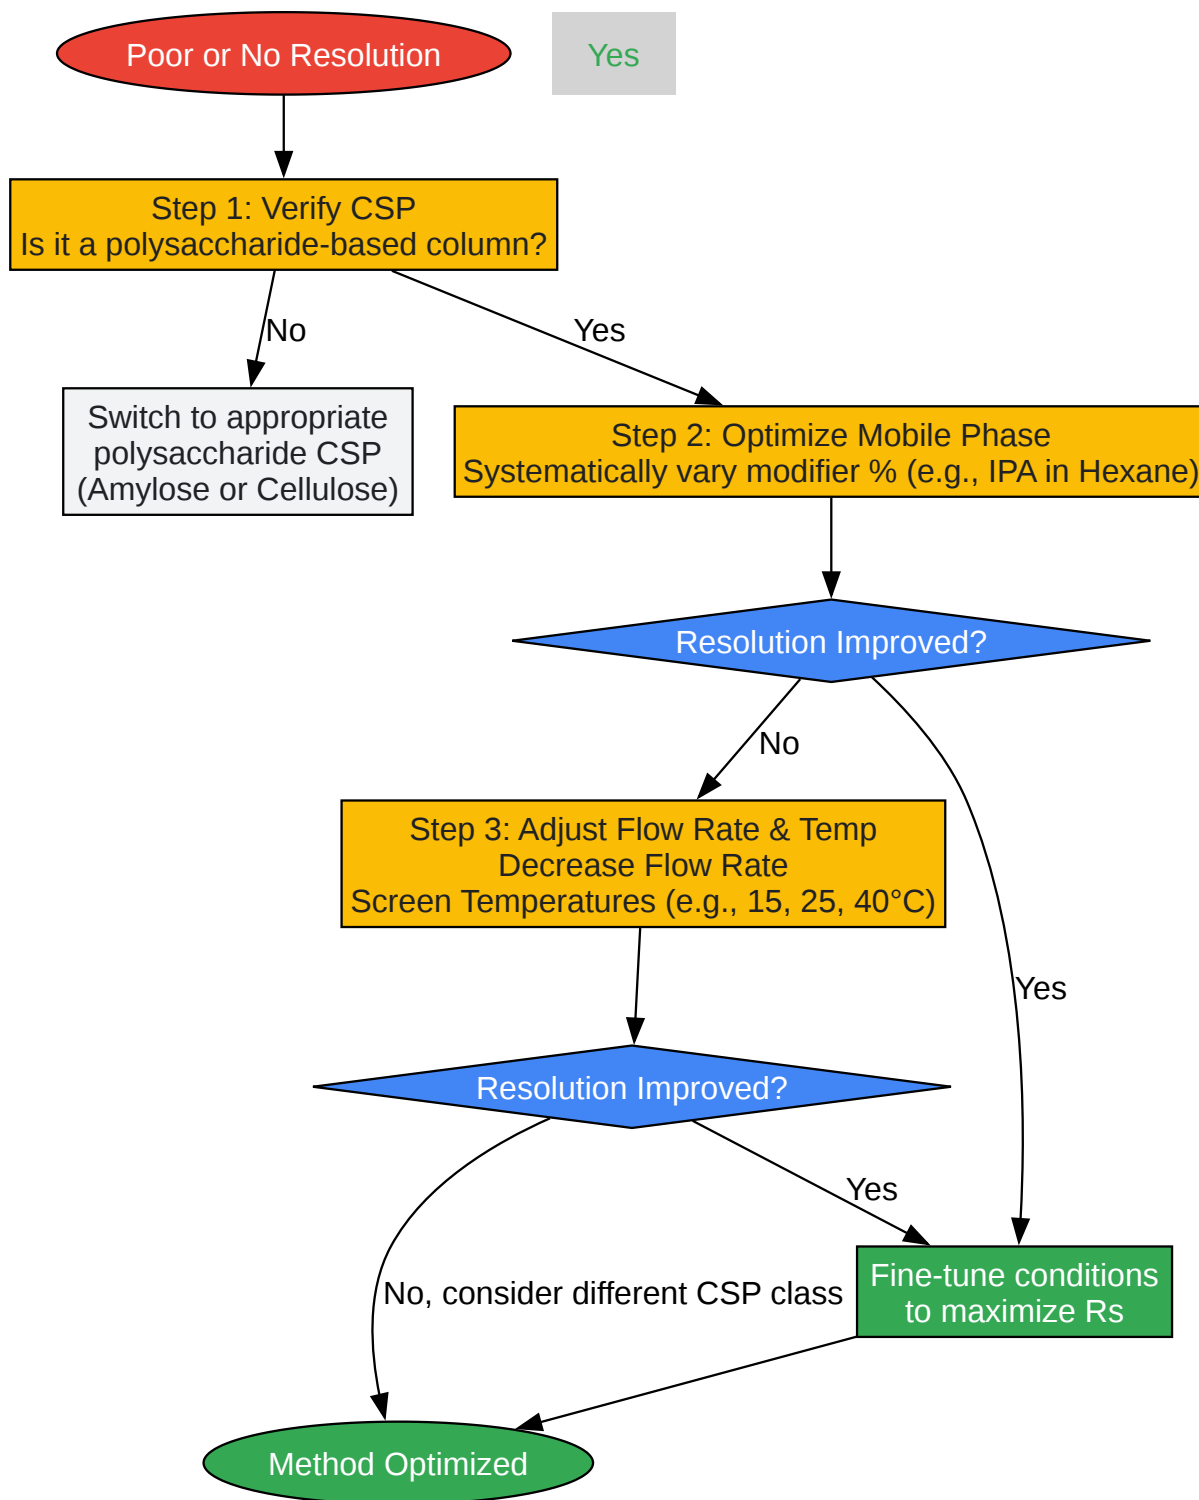 Poor or No Resolution
Yes
Step 1: Verify CSP
Is it a polysaccharide-based column?
No
Yes
Switch to appropriate
polysaccharide CSP
(Amylose or Cellulose)
Step 2: Optimize Mobile Phase
Systematically vary modifier % (e.g., IPA in Hexane)
Resolution Improved?
No
Step 3: Adjust Flow Rate & Temp
Decrease Flow Rate
Screen Temperatures (e.g., 15, 25, 40°C)
Yes
Resolution Improved?
Yes
No, consider different CSP class
Fine-tune conditions
to maximize Rs
Method Optimized